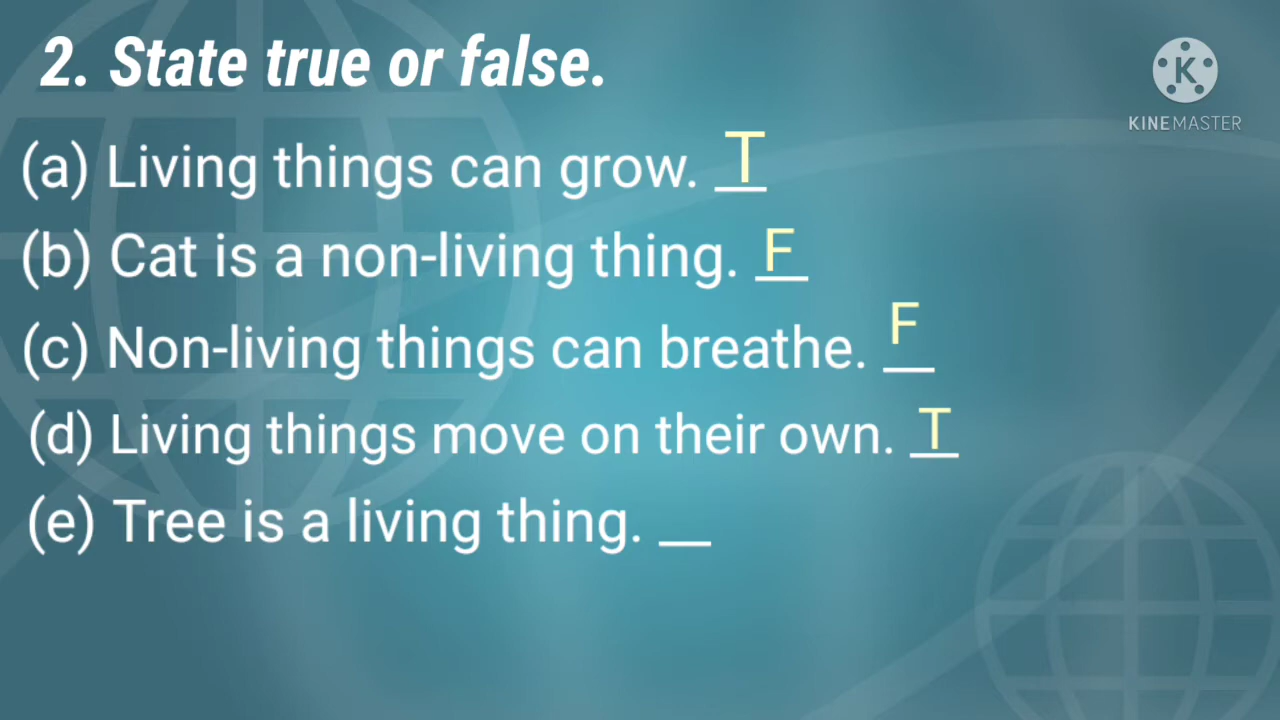 2. State true or false.
K
KINEMASTER
(a) Living things can grow. T
(b) Cat is a non-living thing. F
(c) Non-living things can breathe. F
(d) Living things move on their own. T
(e) Tree is a living thing. __